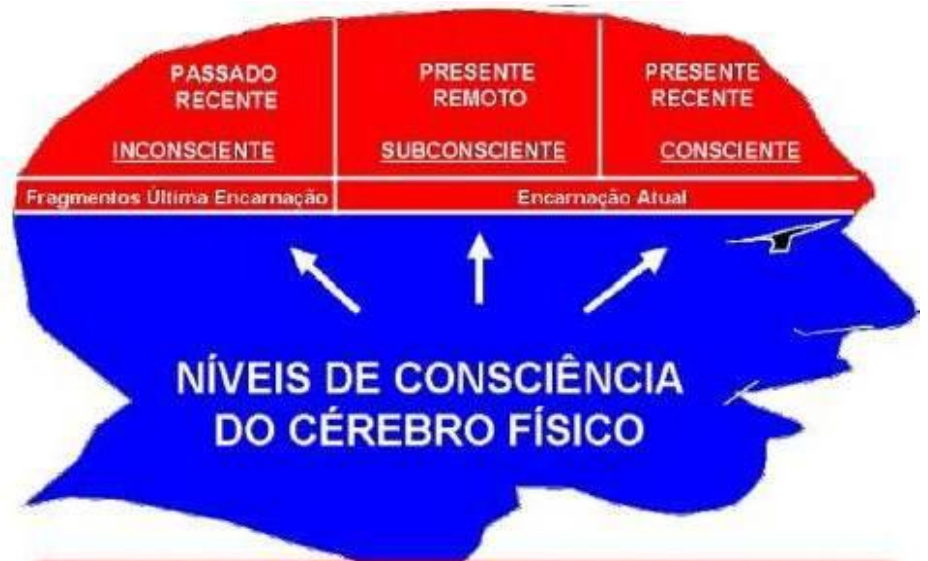 PASSADO
RECENTE
INCONSCIENTE
PRESENTE
REMOTO
SUBCONSCIENTE
PRESENTE
RECENTE
CONSCIENTE
Fragmentos Última Encarnação
Encarnação Atual
NÍVEIS DE CONSCIÊNCIA
DO CÉREBRO FÍSICO